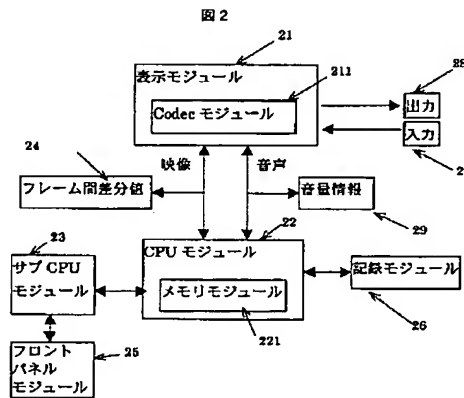 図2
21
表示モジュール
211
Codec モジュール
28
出力
入力
24
映像
音声
フレーム間差分値
音量情報
29
23
22
CPU モジュール
サブ CPU
モジュール
メモリモジュール
221
記録モジュール
26
フロント
パネル
モジュール
25